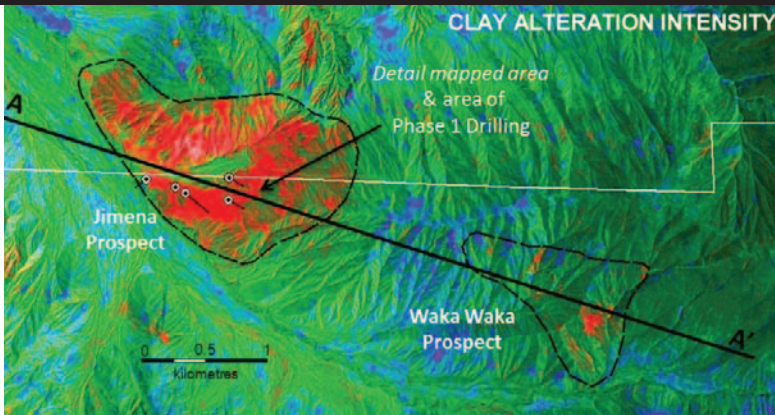 CLAY ALTERATION INTENSITY
Detail mapped area
& area of
Phase 1 Drilling
A
Jimena
Prospect
Waka Waka
Prospect
A'
0 0.5 1
kilometres